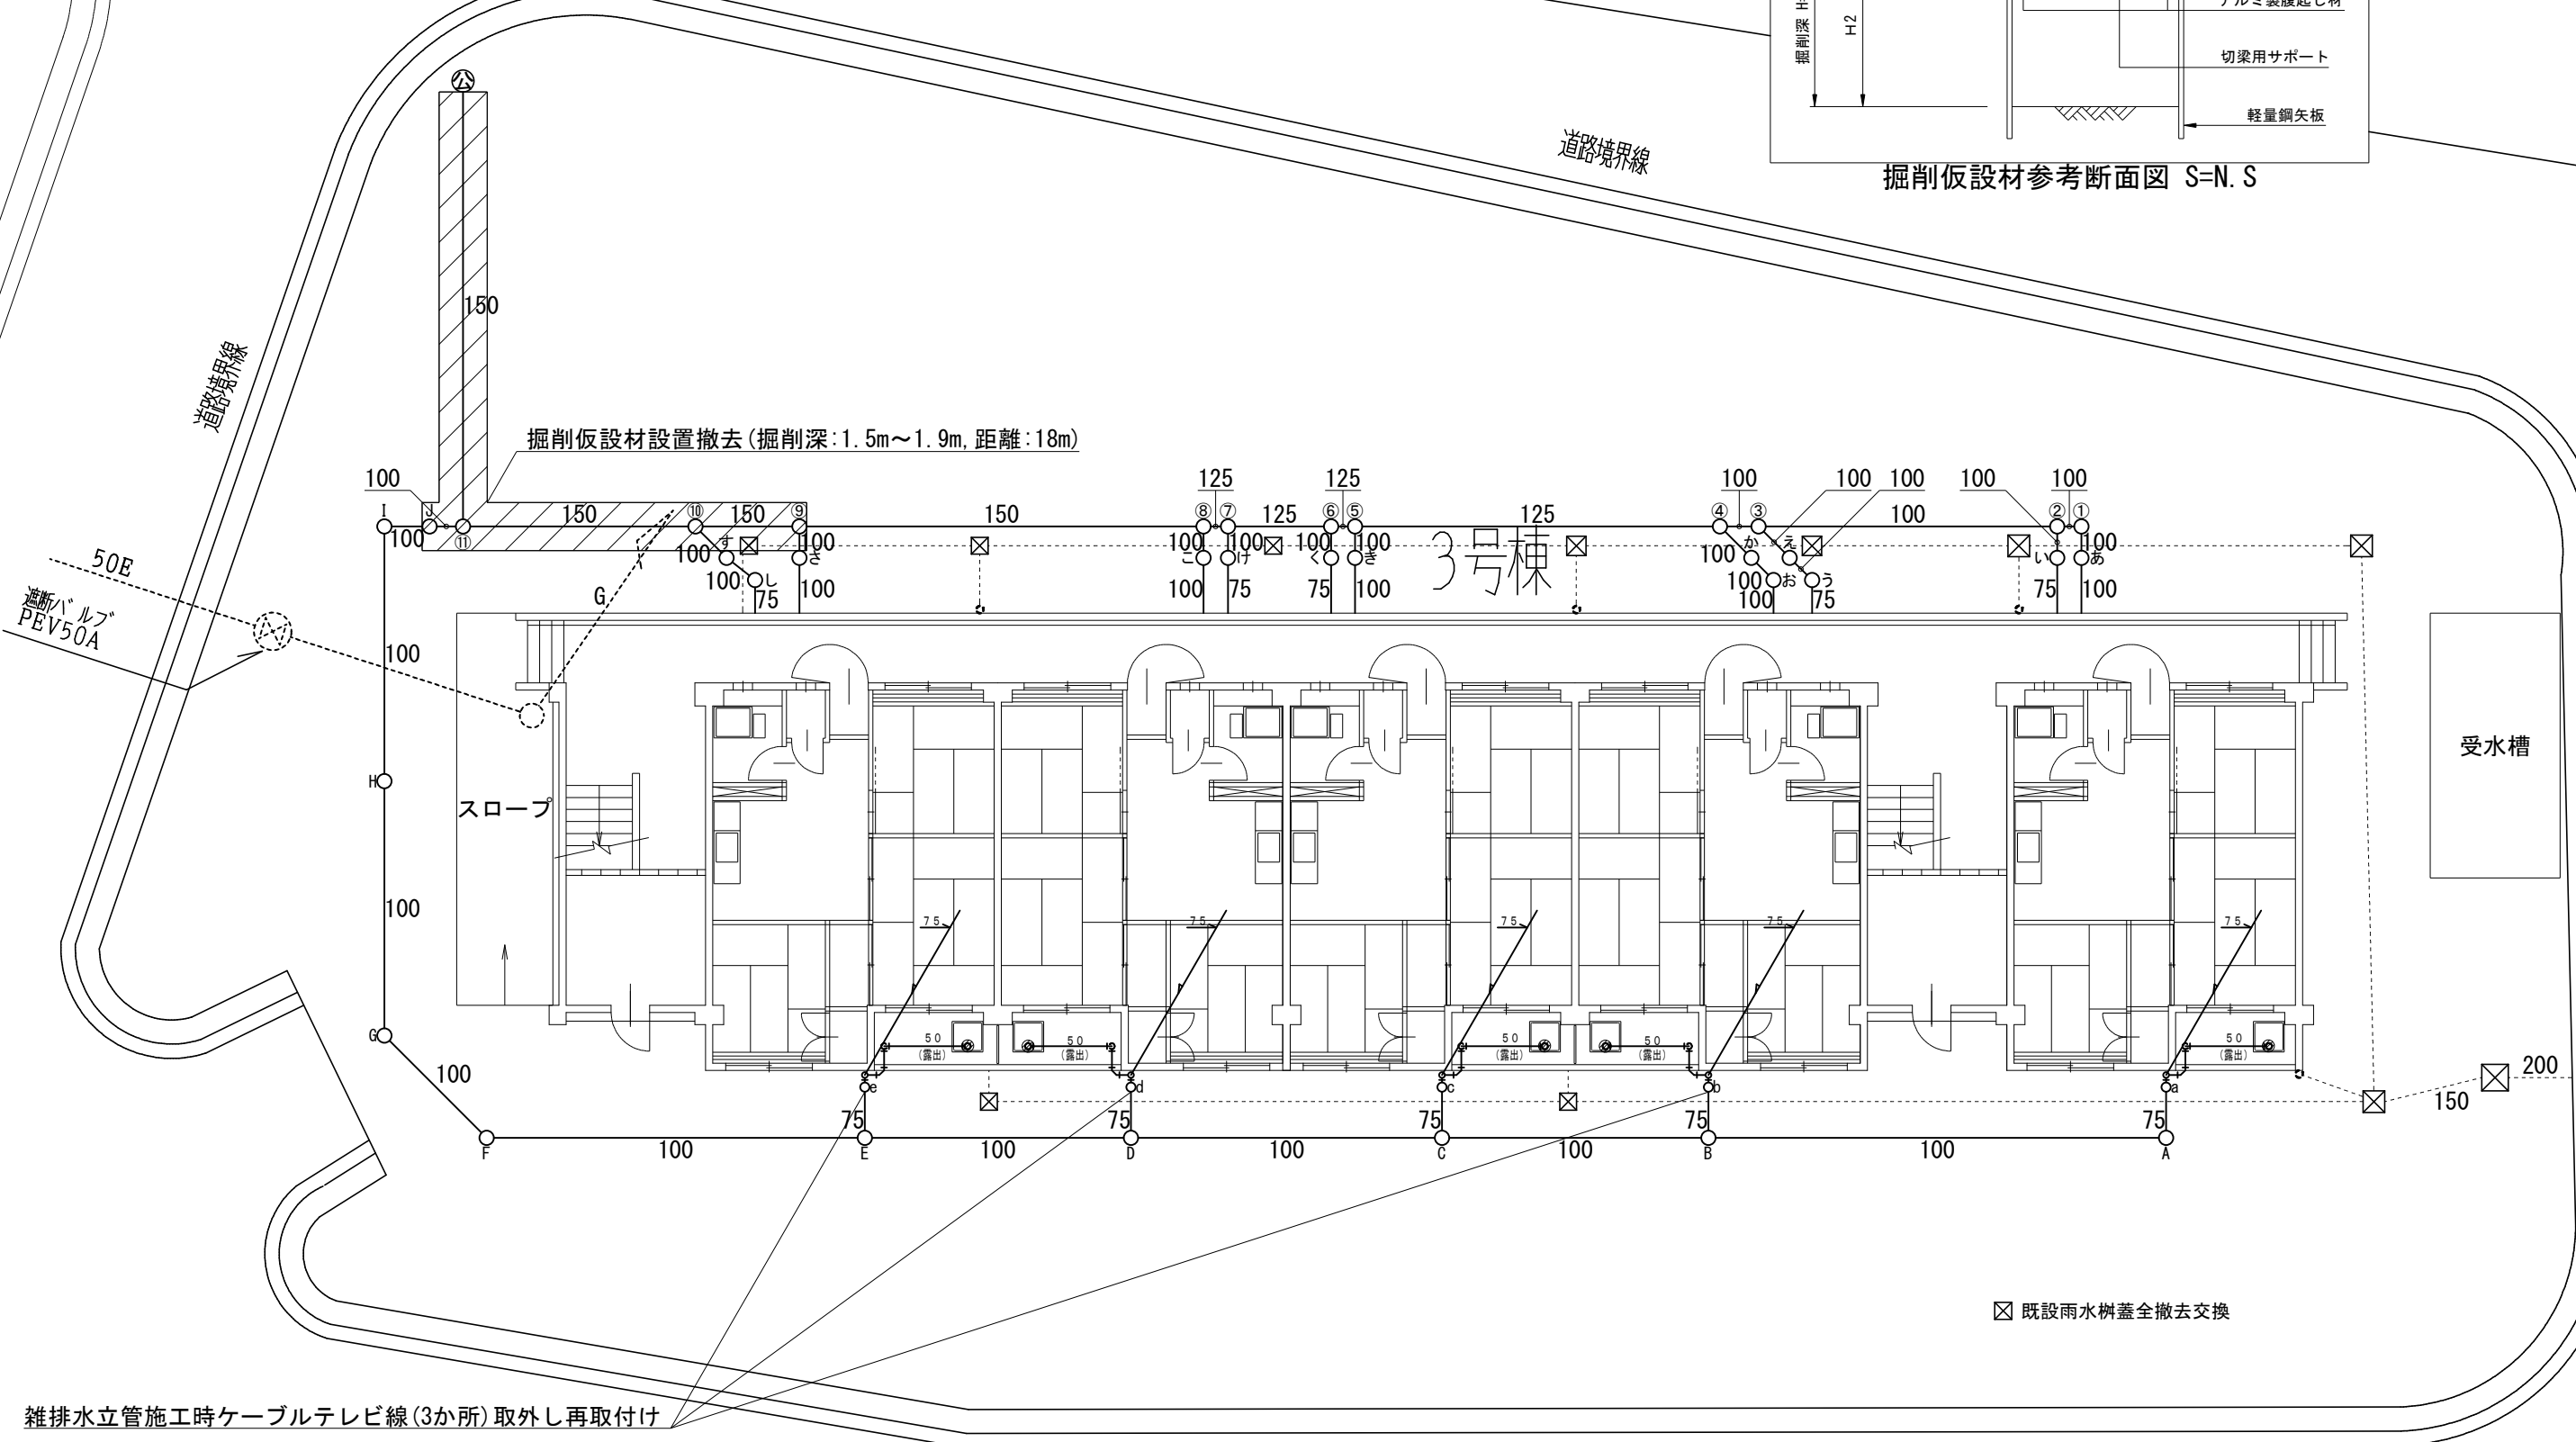 アルミ製腹起し材
掘削深 H
H2
切梁用サポート
軽量鋼矢板
掘削仮設材参考断面図 S=N.S
公
150
道路境界線
道路境界線
掘削仮設材設置撤去(掘削深:1.5m～1.9m,距離:18m)
100
125
125
100
100
100
100
100
I
J
⑪
150
⑩
150
⑨
150
⑧
⑦
125
⑥
⑤
125
④
③
100
②
①
100
100
す
100
さ
100
こ
100
け
100
く
100
き
3号棟
100
か
え
い
100
あ
100
し
75
100
100
75
75
100
100
お
100
う
75
75
100
50E
遮断バルブ
PEV50A
G
100
受水槽
H
スロープ
100
75
75
75
75
75
G
50
(露出)
50
(露出)
50
(露出)
50
(露出)
50
(露出)
100
e
d
c
b
a
200
150
75
75
75
75
75
F
100
E
100
D
100
C
100
B
100
A
既設雨水桝蓋全撤去交換
雑排水立管施工時ケーブルテレビ線(3か所)取外し再取付け